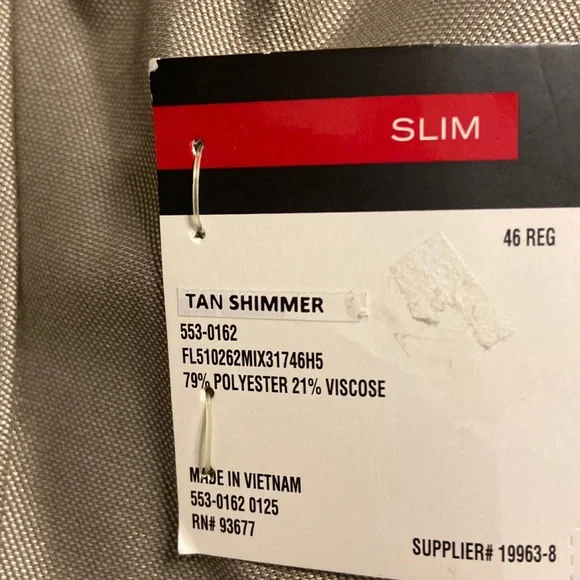 SLIM
46 REG
TAN SHIMMER
553-0162
FL510262MIX31746H5
79% POLYESTER 21% VISCOSE
MADE IN VIETNAM
553-0162 0125
RN# 93677
SUPPLIER# 19963-8